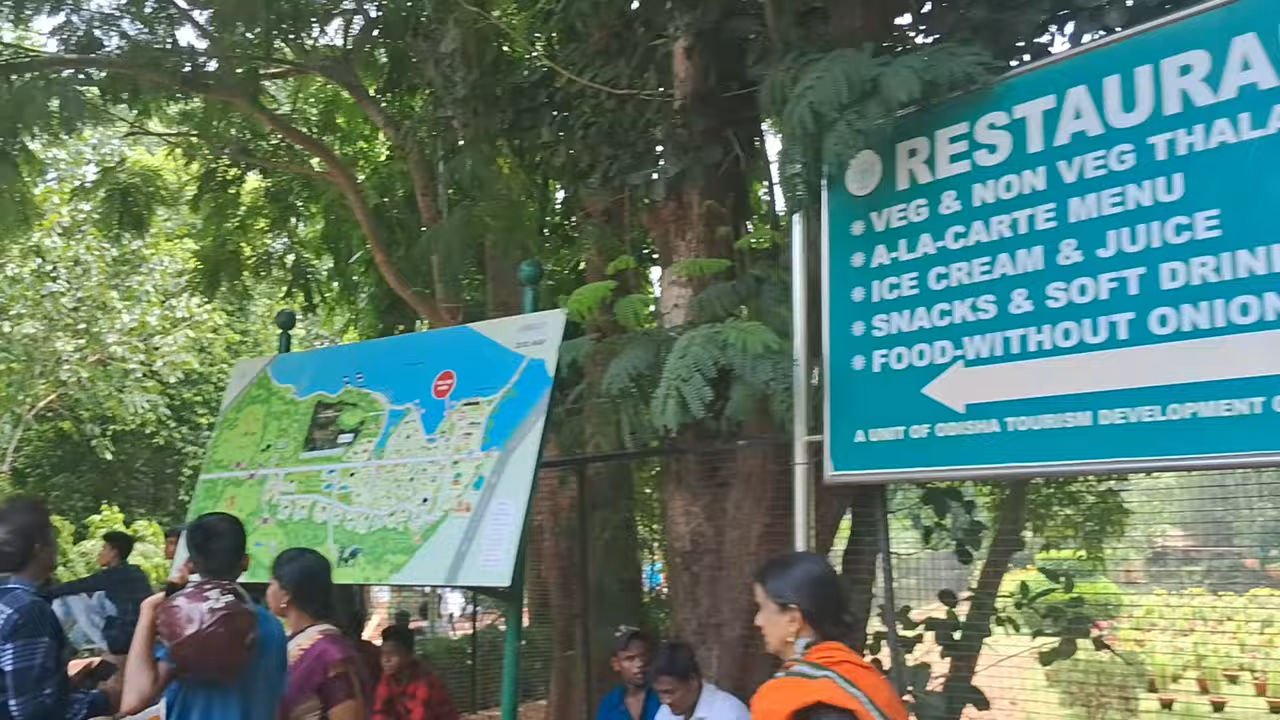 RESTAURA
VEG & NON VEG THALA
A-LA-CARTE MENU
ICE CREAM & JUICE
SNACKS & SOFT DRIN
FOOD-WITHOUT ONION
A UNIT OF ODISHA TOURISM DEVELOPMENT